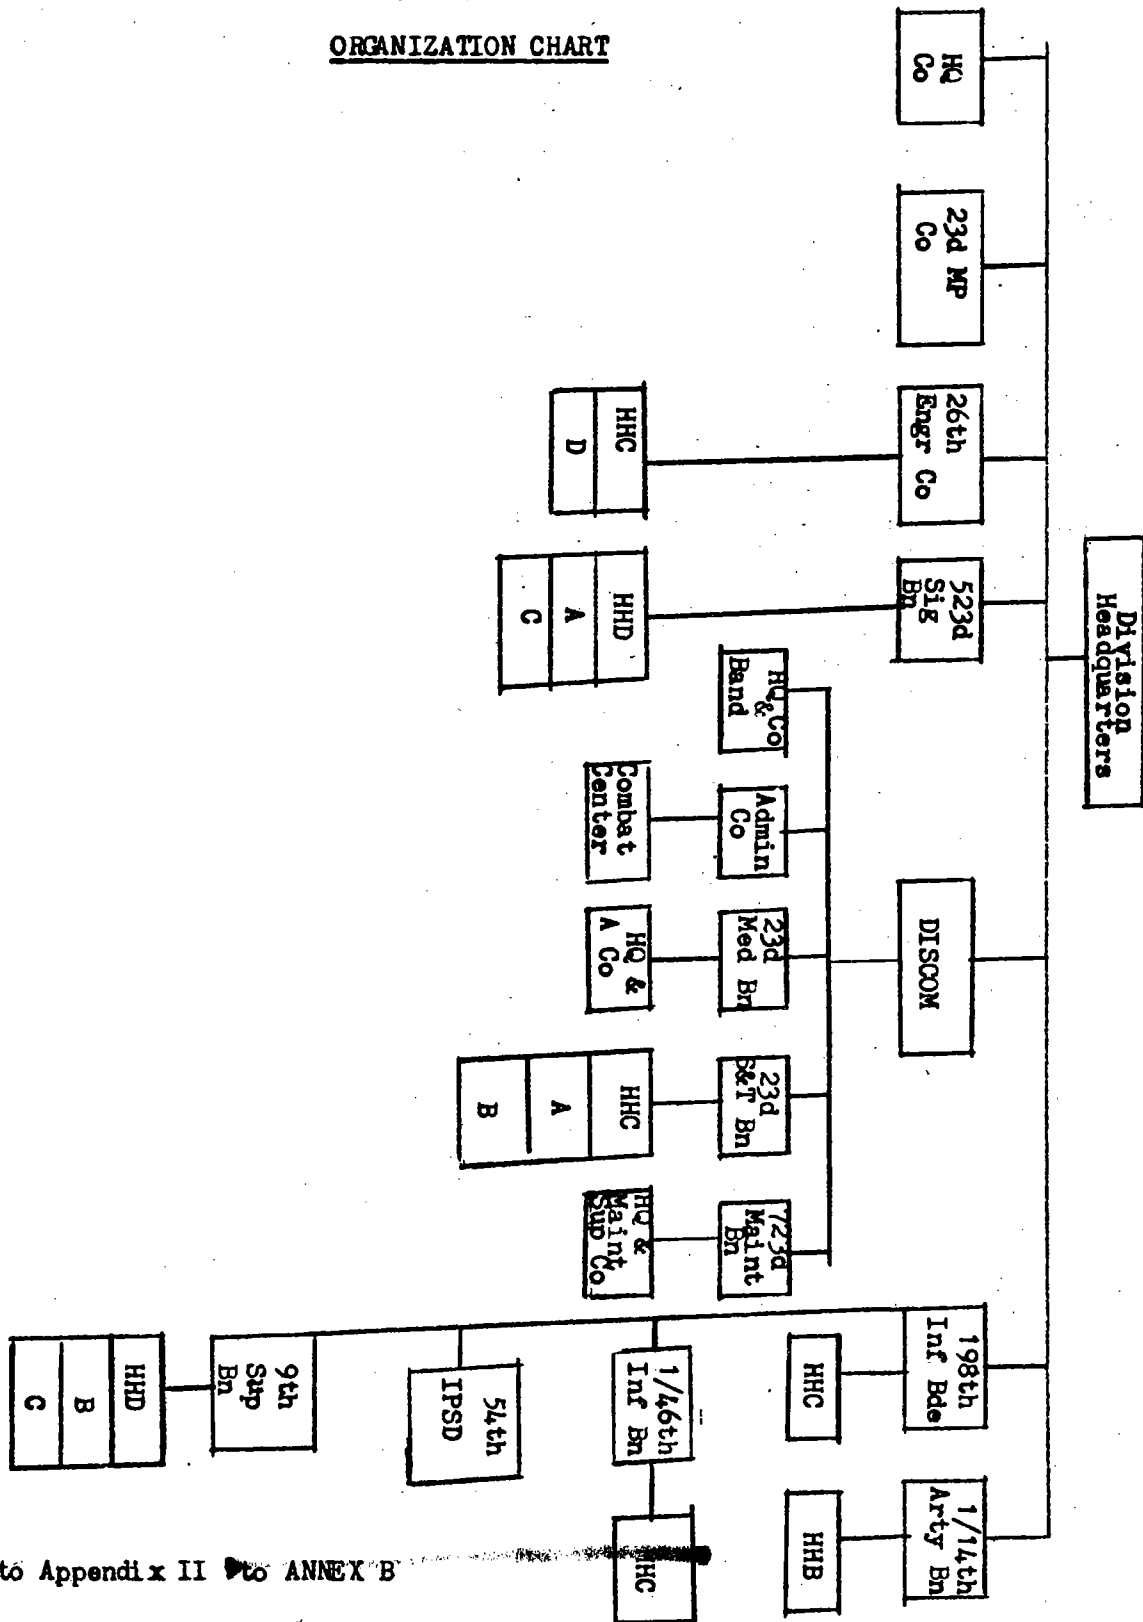 ORGANIZATION CHART
Division
Headquarters
HQ
Co
23d MP
Co
26th
Engr Co
HHC
D
523d
Sig
Bn
HHD
A
C
DISCOM
HQ Co
&
Band
Admin
Co
Combat
Center
23d
Med Bn
HQ &
A Co
23d
S&T Bn
HHC
A
B
723d
Maint
Bn
HQ &
Maint
Sup Co
198th
Inf Bde
HHC
1/46th
Inf Bn
HHC
54th
IPSD
9th
Sup
Bn
HHD
B
C
1/14th
Arty Bn
HHB
to Appendix II to ANNEX B